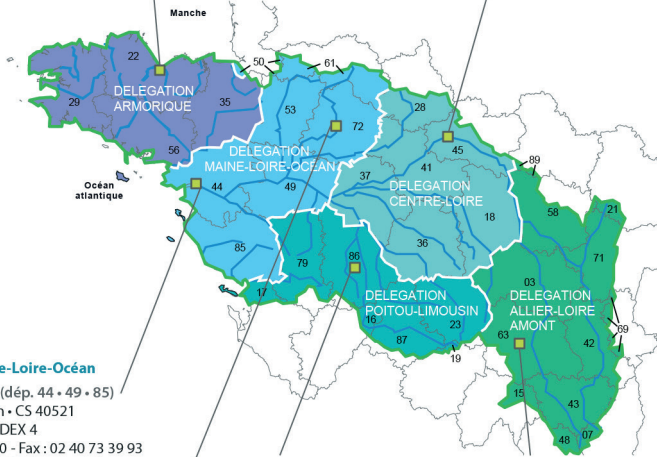 Manche
50
61
22
DELEGATION
ARMORIQUE
29
35
56
53
72
28
45
DELEGATION
MAINE-LOIRE-OCEAN
Océan
atlantique
44
49
37
41
DELEGATION
CENTRE-LOIRE
89
58
21
18
36
85
79
86
71
17
03
DELEGATION
POITOU-LIMOUSIN
DELEGATION
ALLIER-LOIRE
AMONT
16
23
87
19
63
69
42
15
43
48
07
e-Loire-Océan
(dép. 44 • 49 • 85)
n • CS 40521
DEX 4
0 - Fax : 02 40 73 39 93